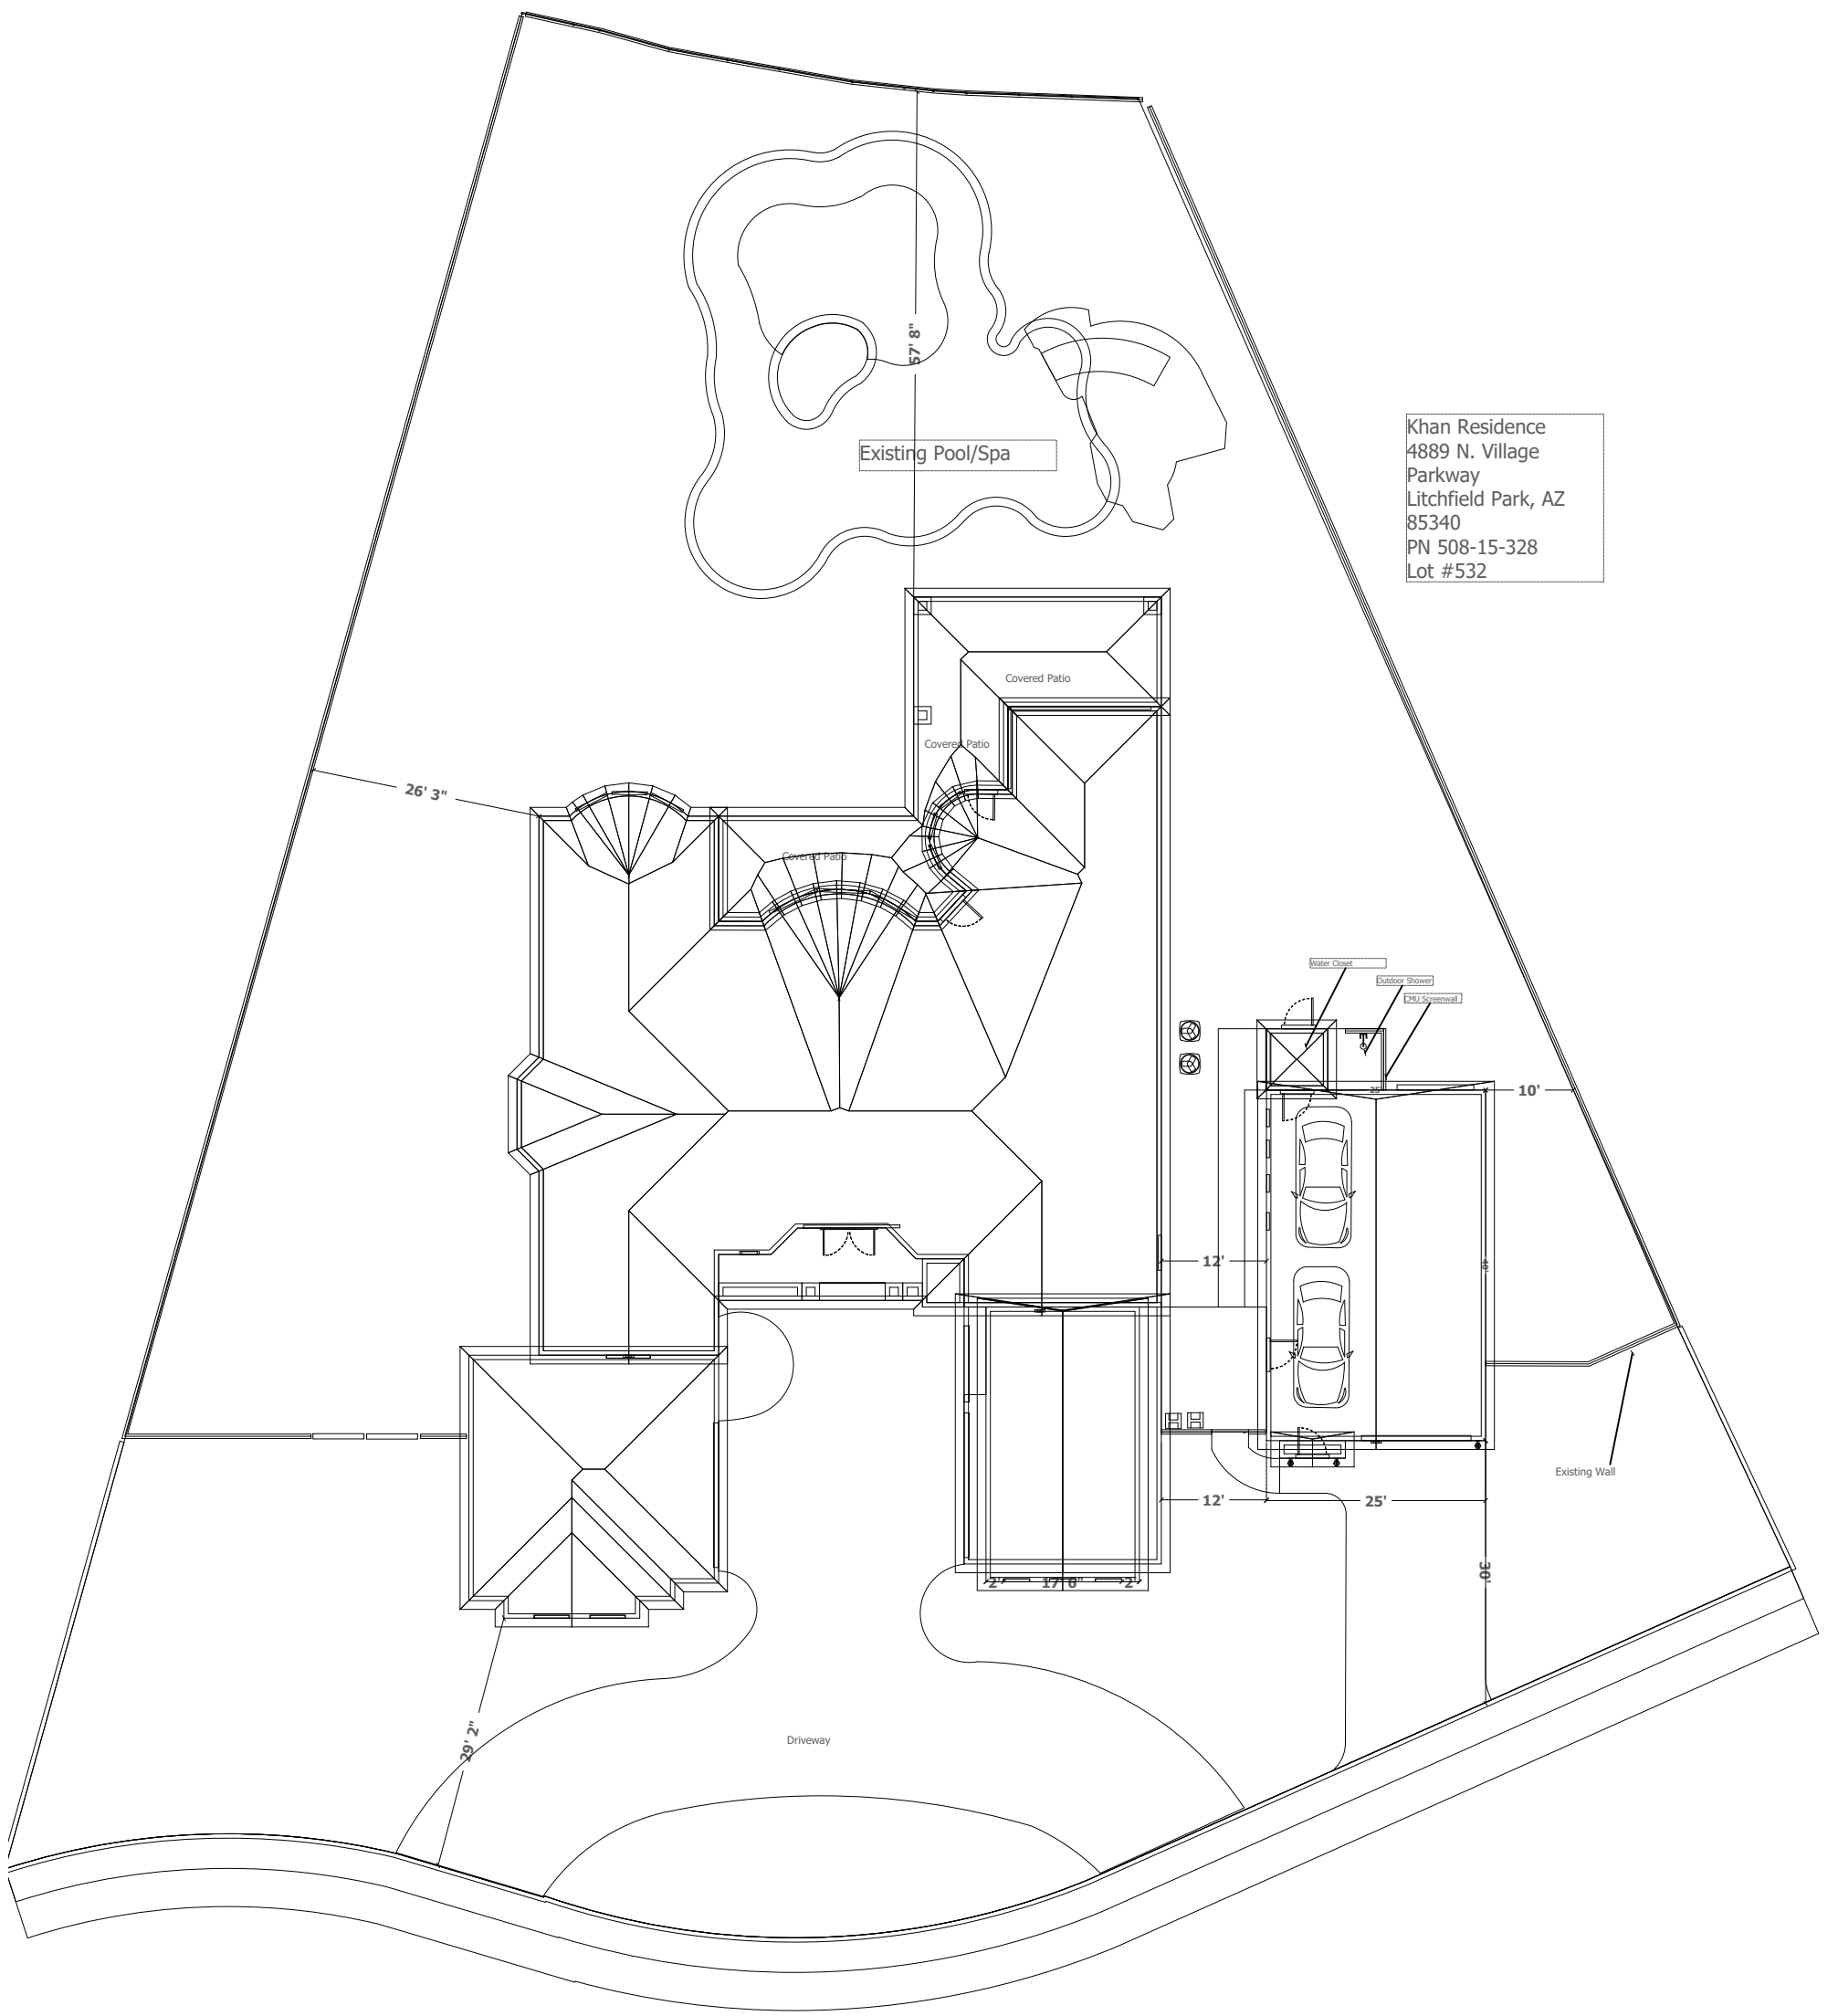 57' 8"
Existing Pool/Spa
Khan Residence
4889 N. Village
Parkway
Litchfield Park, AZ
85340
PN 508-15-328
Lot #532
Covered Patio
Covered Patio
26' 3"
Covered Patio
Water Closet
Outdoor Shower
CMU Screenwall
25'
10'
12'
40'
Existing Wall
12'
25'
30'
2'
17' 6"
2'
29' 2"
Driveway